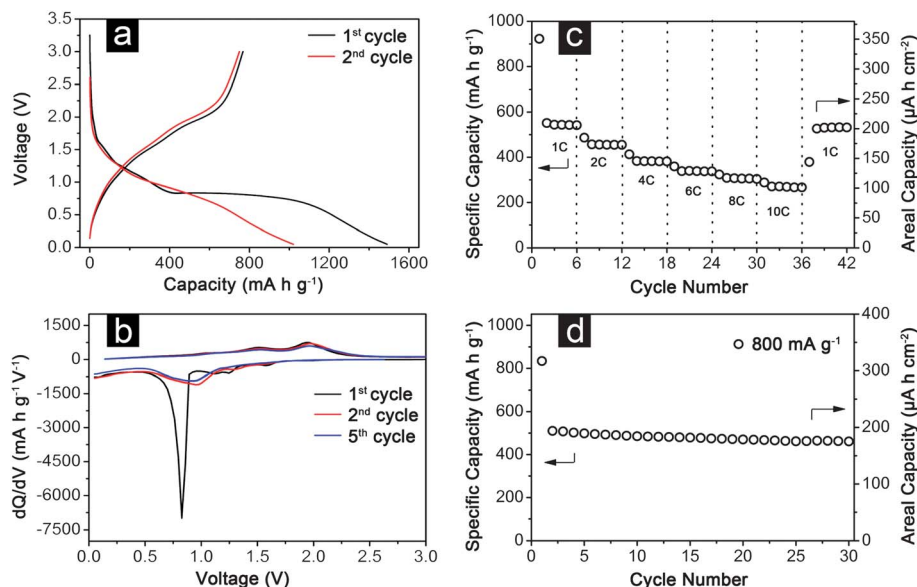 a
1st cycle
2nd cycle
Voltage (V)
3.0
2.5
2.0
1.5
1.0
0.5
0.0
0 400 800 1200 1600
Capacity (mA h g-1)
b
1st cycle
2nd cycle
5th cycle
dQ/dV (mA h g-1 V-1)
1500
0
-1500
-3000
-4500
-6000
-7500
0.0 0.5 1.0 1.5 2.0 2.5 3.0
Voltage (V)
c
Specific Capacity (mA h g-1)
1000
800
600
400
200
0
1C
2C
4C
6C
8C
10C
1C
350
300
250
200
150
100
50
0
Areal Capacity (µA h cm-2)
0 6 12 18 24 30 36 42
Cycle Number
d
800 mA g-1
Specific Capacity (mA h g-1)
1000
800
600
400
200
0
400
300
200
100
0
Areal Capacity (µA h cm-2)
0 5 10 15 20 25 30
Cycle Number